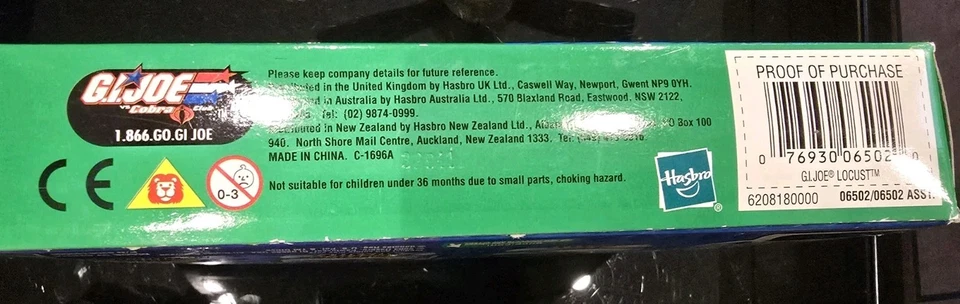 G.I.JOE
vs Cobra Club
1.866.GO.GI JOE
CE
0-3
Please keep company details for future reference.
in the United Kingdom by Hasbro UK Ltd., Caswell Way, Newport, Gwent NP9 0YH.
in Australia by Hasbro Australia Ltd., 570 Blaxland Road, Eastwood, NSW 2122,
Tel: (02) 9874-0999.
in New Zealand by Hasbro New Zealand Ltd., Box 100
940. North Shore Mail Centre, Auckland, New Zealand 1333. Tel:
MADE IN CHINA. C-1696A
Not suitable for children under 36 months due to small parts, choking hazard.
Hasbro
®
PROOF OF PURCHASE
0 76930 06502 0
G.I.JOE® LOCUST™
6208180000 06502/06502 ASST.